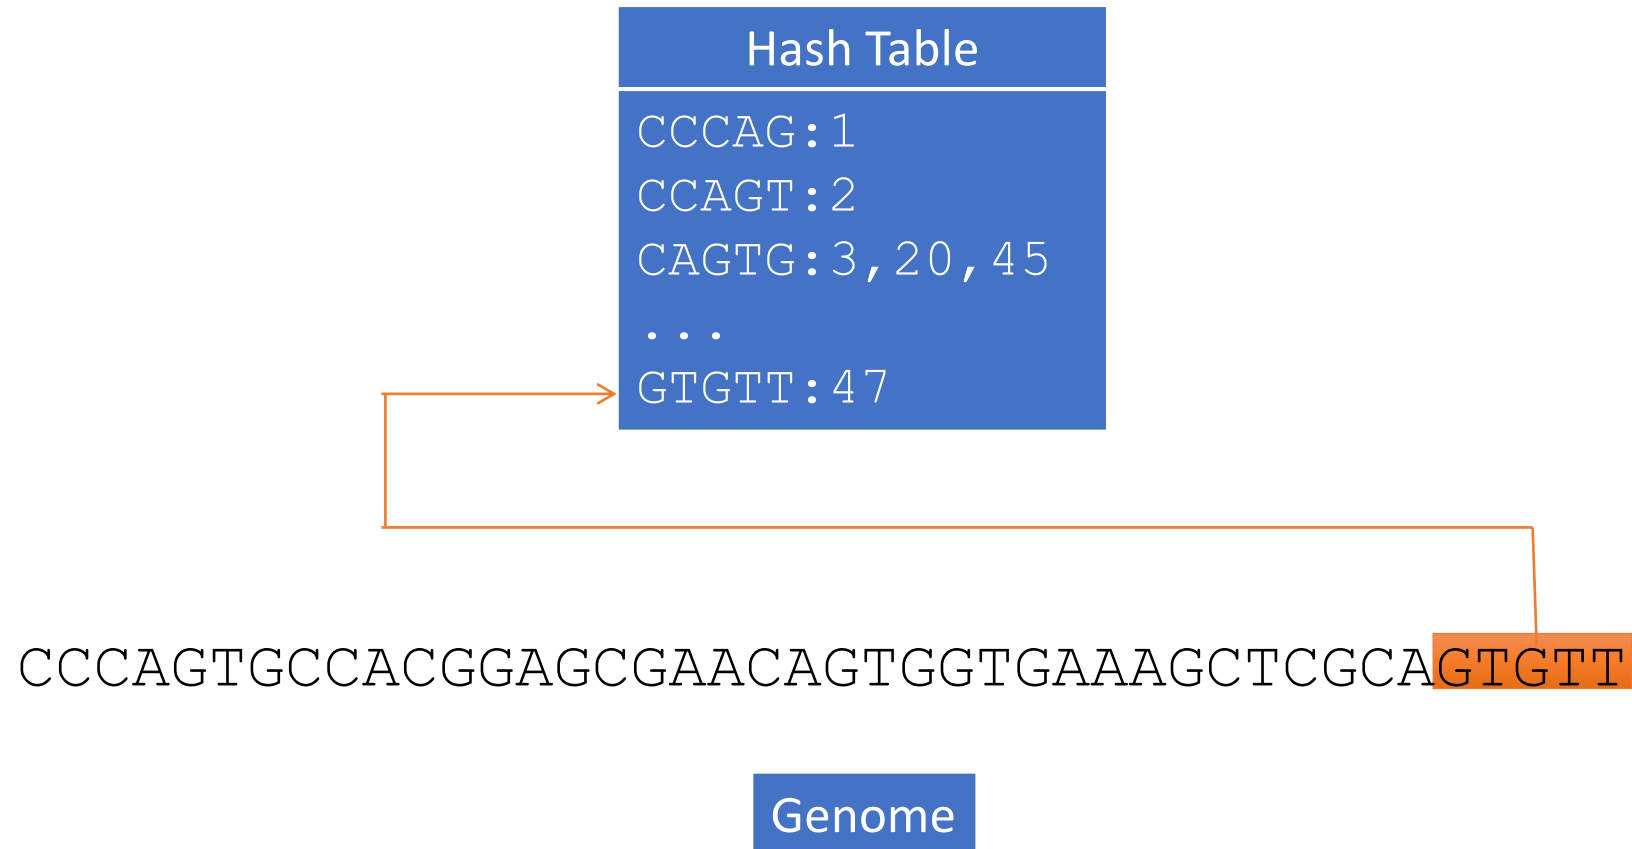 Hash Table
CCCAG:1
CCAGT:2
CAGTG:3,20,45
...
GTGTT:47
CCCAGTGCCACGGAGCGAACAGTGGTGAAAGCTCGCAGTGTT
Genome